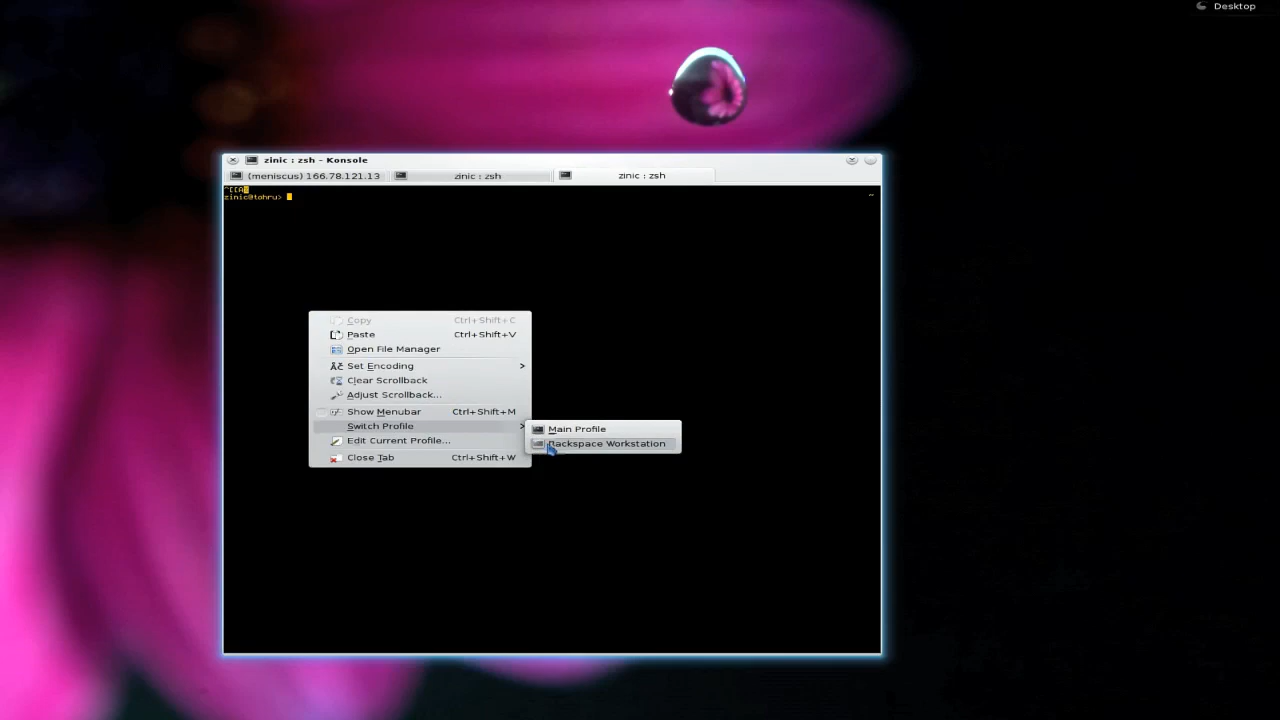 Desktop
zinic : zsh - Konsole
(meniscus) 166.78.121.13 zinic : zsh zinic : zsh
^[[A
zinic@tohru> ~
Copy Ctrl+Shift+C
Paste Ctrl+Shift+V
Open File Manager
Set Encoding >
Clear Scrollback
Adjust Scrollback...
Show Menubar Ctrl+Shift+M
Switch Profile >
Edit Current Profile...
Close Tab Ctrl+Shift+W
Main Profile
Rackspace Workstation